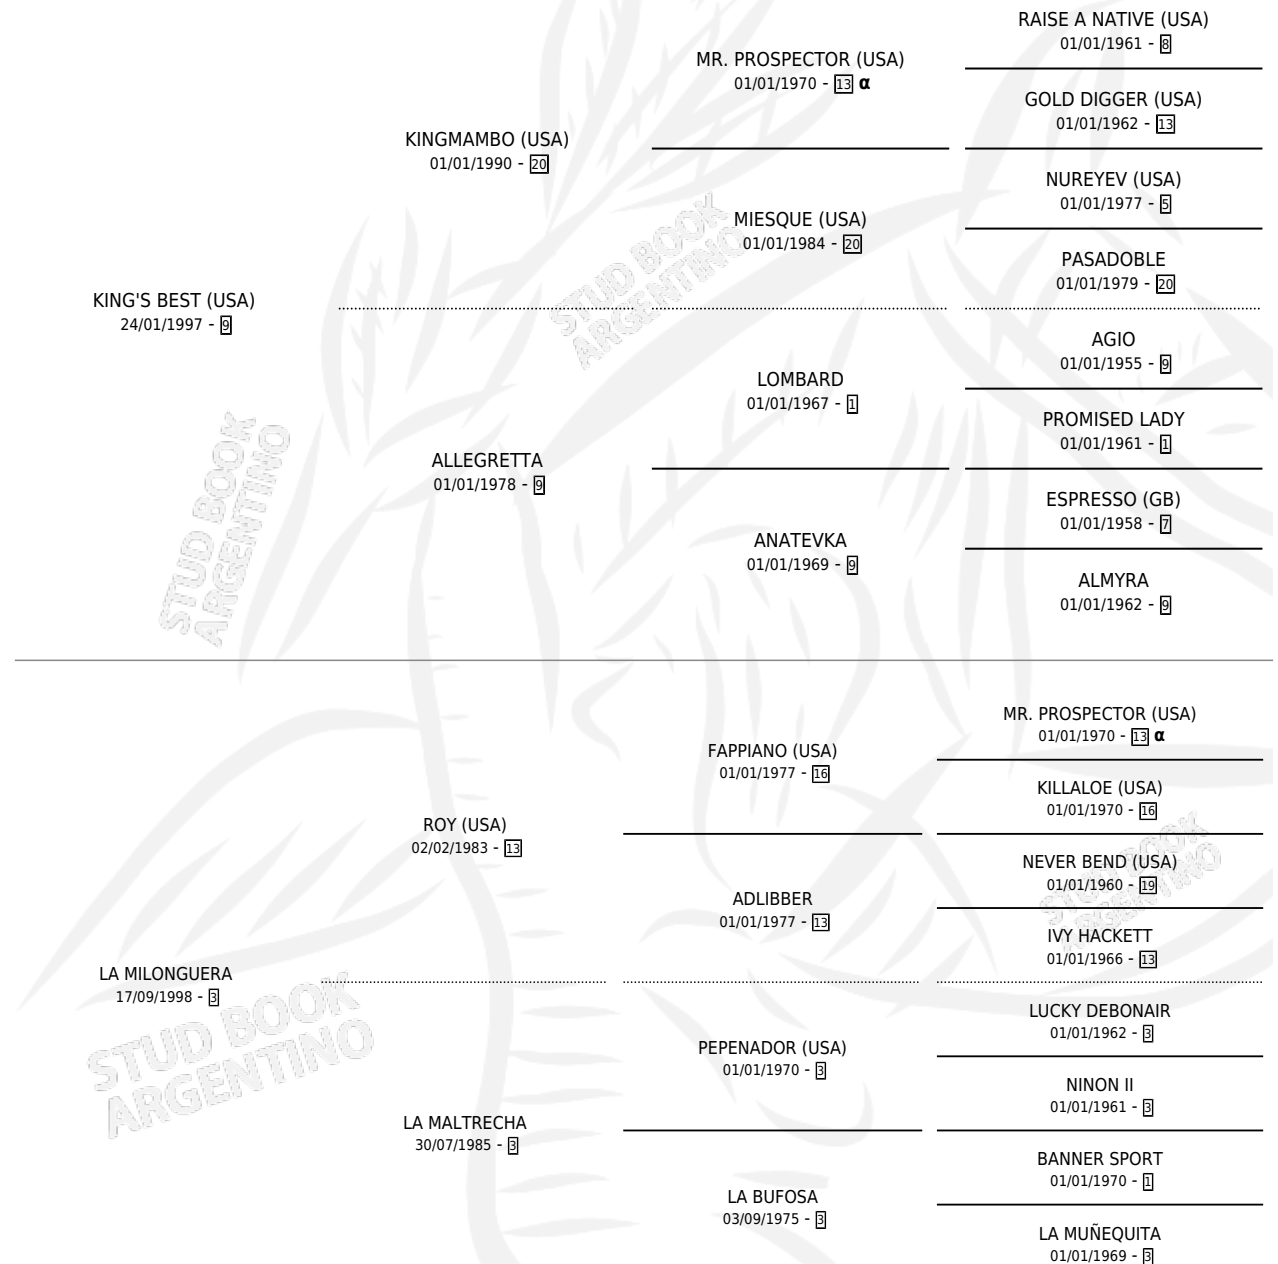 RAISE A NATIVE (USA)
01/01/1961 - 8
MR. PROSPECTOR (USA)
01/01/1970 - 13 α
GOLD DIGGER (USA)
01/01/1962 - 13
KINGMAMBO (USA)
01/01/1990 - 20
NUREYEV (USA)
01/01/1977 - 5
MIESQUE (USA)
01/01/1984 - 20
PASADOBLE
01/01/1979 - 20
KING'S BEST (USA)
24/01/1997 - 9
AGIO
01/01/1955 - 9
LOMBARD
01/01/1967 - 1
PROMISED LADY
01/01/1961 - 1
ALLEGRETTA
01/01/1978 - 9
ESPRESSO (GB)
01/01/1958 - 7
ANATEVKA
01/01/1969 - 9
ALMYRA
01/01/1962 - 9
STUD BOOK
ARGENTINO
STUD BOOK
ARGENTINO
MR. PROSPECTOR (USA)
01/01/1970 - 13 α
FAPPIANO (USA)
01/01/1977 - 16
KILLALOE (USA)
01/01/1970 - 16
ROY (USA)
02/02/1983 - 13
NEVER BEND (USA)
01/01/1960 - 19
ADLIBBER
01/01/1977 - 13
IVY HACKETT
01/01/1966 - 13
LA MILONGUERA
17/09/1998 - 3
LUCKY DEBONAIR
01/01/1962 - 3
PEPENADOR (USA)
01/01/1970 - 3
NINON II
01/01/1961 - 3
LA MALTRECHA
30/07/1985 - 3
BANNER SPORT
01/01/1970 - 1
LA BUFOSA
03/09/1975 - 3
LA MUÑEQUITA
01/01/1969 - 3
STUD BOOK
ARGENTINO
STUD BOOK
ARGENTINO